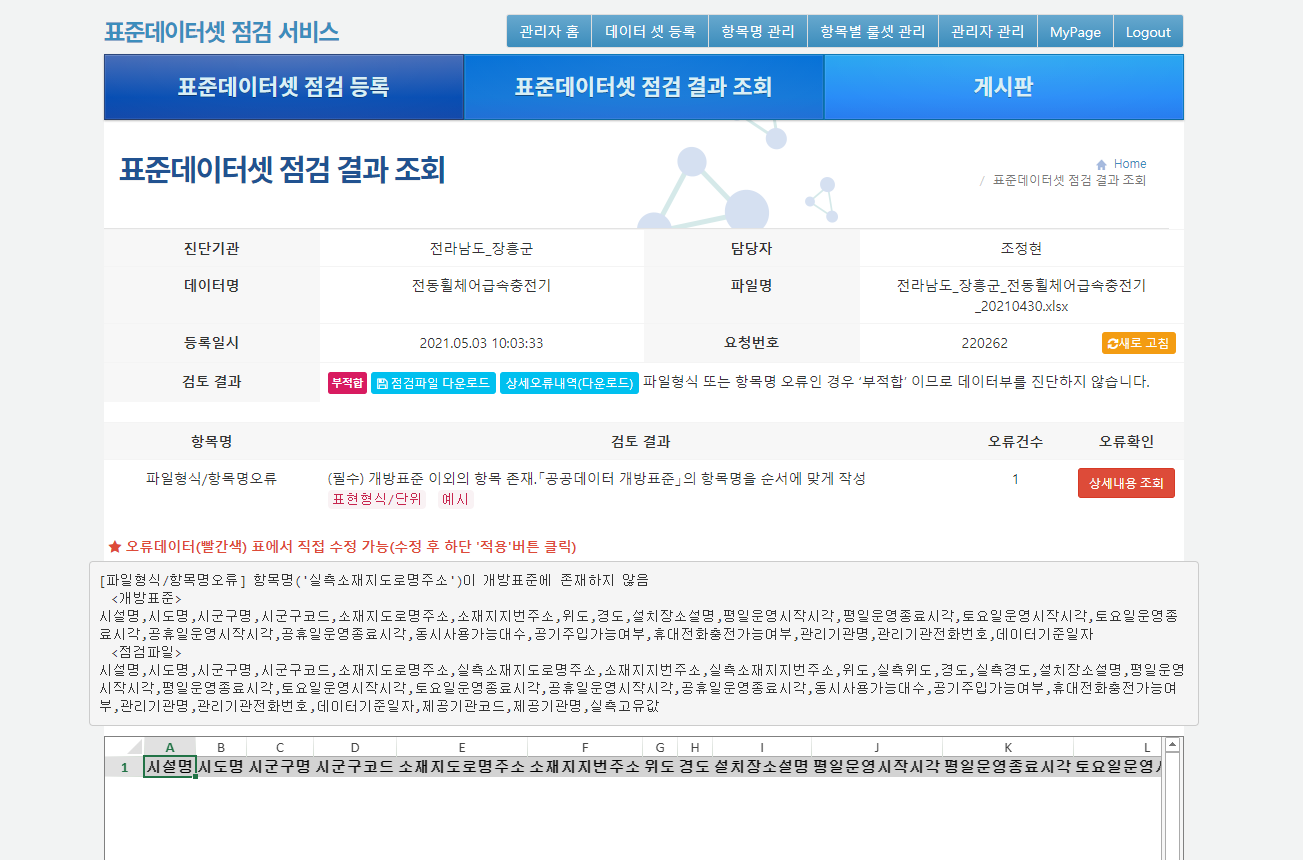 표준데이터셋 점검 서비스
관리자 홈 데이터 셋 등록 항목명 관리 항목별 룰셋 관리 관리자 관리 MyPage Logout
표준데이터셋 점검 등록 표준데이터셋 점검 결과 조회 게시판
표준데이터셋 점검 결과 조회
Home
/ 표준데이터셋 점검 결과 조회
진단기관 전라남도_장흥군 담당자 조정현
데이터명 전동휠체어급속충전기 파일명 전라남도_장흥군_전동휠체어급속충전기
_20210430.xlsx
등록일시 2021.05.03 10:03:33 요청번호 220262 새로 고침
검토 결과 부적합 점검파일 다운로드 상세오류내역(다운로드) 파일형식 또는 항목명 오류인 경우 '부적합' 이므로 데이터부를 진단하지 않습니다.
항목명 검토 결과 오류건수 오류확인
파일형식/항목명오류 (필수) 개방표준 이외의 항목 존재.「공공데이터 개방표준」의 항목명을 순서에 맞게 작성 1 상세내용 조회
표현형식/단위 예시
★ 오류데이터(빨간색) 표에서 직접 수정 가능(수정 후 하단 '적용'버튼 클릭)
[파일형식/항목명오류] 항목명('실측소재지도로명주소')이 개방표준에 존재하지 않음
<개방표준>
시설명,시도명,시군구명,시군구코드,소재지도로명주소,소재지지번주소,위도,경도,설치장소설명,평일운영시작시각,평일운영종료시각,토요일운영시작시각,토요일운영종
료시각,공휴일운영시작시각,공휴일운영종료시각,동시사용가능대수,공기주입가능여부,휴대전화충전가능여부,관리기관명,관리기관전화번호,데이터기준일자
<점검파일>
시설명,시도명,시군구명,시군구코드,소재지도로명주소,실측소재지도로명주소,소재지지번주소,실측소재지지번주소,위도,실측위도,경도,실측경도,설치장소설명,평일운영
시작시각,평일운영종료시각,토요일운영시작시각,토요일운영종료시각,공휴일운영시작시각,공휴일운영종료시각,동시사용가능대수,공기주입가능여부,휴대전화충전가능여
부,관리기관명,관리기관전화번호,데이터기준일자,제공기관코드,제공기관명,실측고유값
A B C D E F G H I J K L
1 시설명 시도명 시군구명 시군구코드 소재지도로명주소 소재지지번주소 위도 경도 설치장소설명 평일운영시작시각 평일운영종료시각 토요일운영